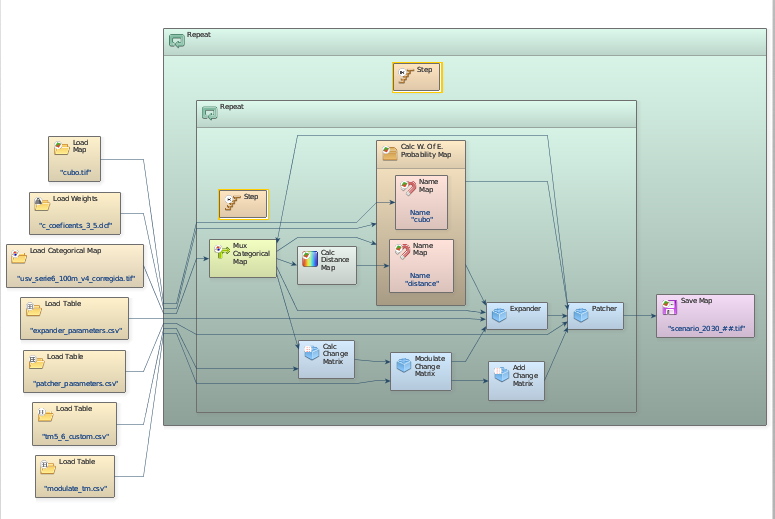 Repeat
Step
Repeat
Load
Map
"cubo.tif"
Calc W. Of E.
Probability Map
Name
Map
Name
"cubo"
Load Weights
"c_coeficents_3_5.dcf"
Step
Load Categorical Map
"usv_serie6_100m_v4_corregida.tif"
Mux
Categorical
Map
Calc
Distance
Map
Name
Map
Name
"distance"
Load Table
"expander_parameters.csv"
Expander
Patcher
Save Map
"scenario_2030_##.tif"
Load Table
"patcher_parameters.csv"
Calc
Change
Matrix
Modulate
Change
Matrix
Add
Change
Matrix
Load Table
"tm5_6_custom.csv"
Load Table
"modulate_tm.csv"